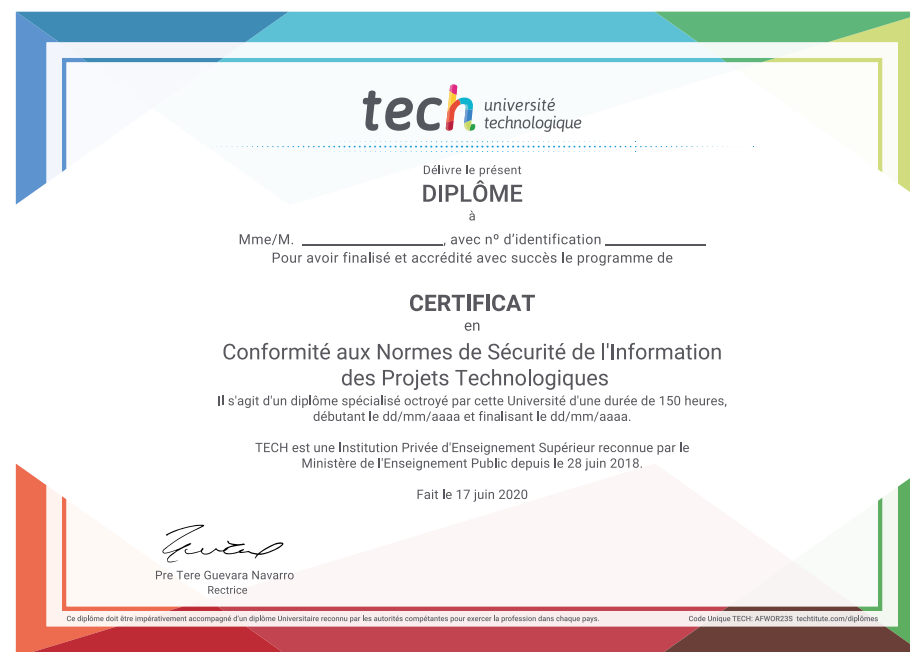 tech université
technologique
Délivre le présent
DIPLÔME
à
Mme/M. ____________________, avec nº d'identification ______________
Pour avoir finalisé et accrédité avec succès le programme de
CERTIFICAT
en
Conformité aux Normes de Sécurité de l'Information
des Projets Technologiques
Il s'agit d'un diplôme spécialisé octroyé par cette Université d'une durée de 150 heures,
débutant le dd/mm/aaaa et finalisant le dd/mm/aaaa.
TECH est une Institution Privée d'Enseignement Supérieur reconnue par le
Ministère de l'Enseignement Public depuis le 28 juin 2018.
Fait le 17 juin 2020
Pre Tere Guevara Navarro
Rectrice
Ce diplôme doit être impérativement accompagné d'un diplôme Universitaire reconnu par les autorités compétantes pour exercer la profession dans chaque pays. Code Unique TECH: AFWOR23S techtitute.com/diplômes